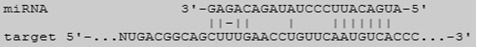 miRNA 3'-GAGACAGAUAUCCCUUACAGUA-5'
||-|| | |||||||
target 5'-...NUGACGGCAGCUUUGAACCUGUUCAAUGUCACCC...-3'